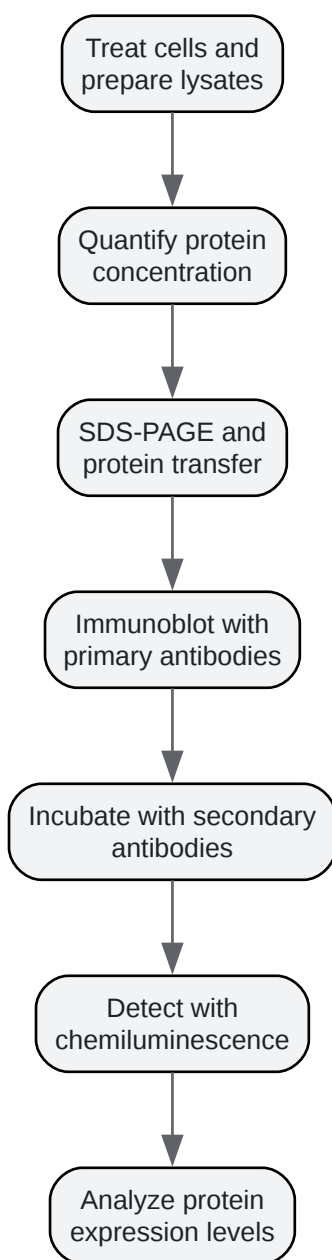 Treat cells and
prepare lysates
Quantify protein
concentration
SDS-PAGE and
protein transfer
Immunoblot with
primary antibodies
Incubate with secondary
antibodies
Detect with
chemiluminescence
Analyze protein
expression levels